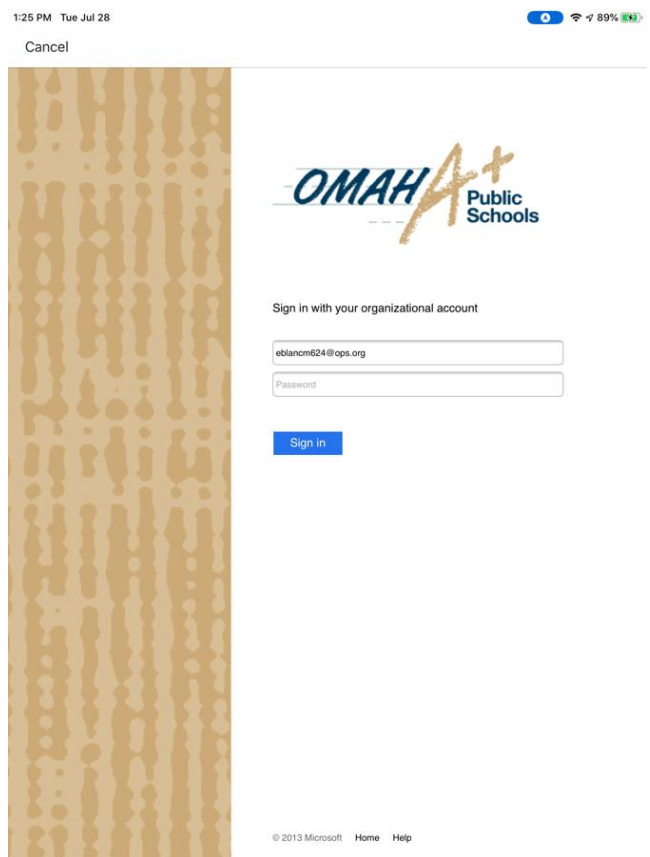 1:25 PM Tue Jul 28
89%
Cancel
OMAHA+
Public
Schools
Sign in with your organizational account
eblancm624@ops.org
Password
Sign in
© 2013 Microsoft Home Help